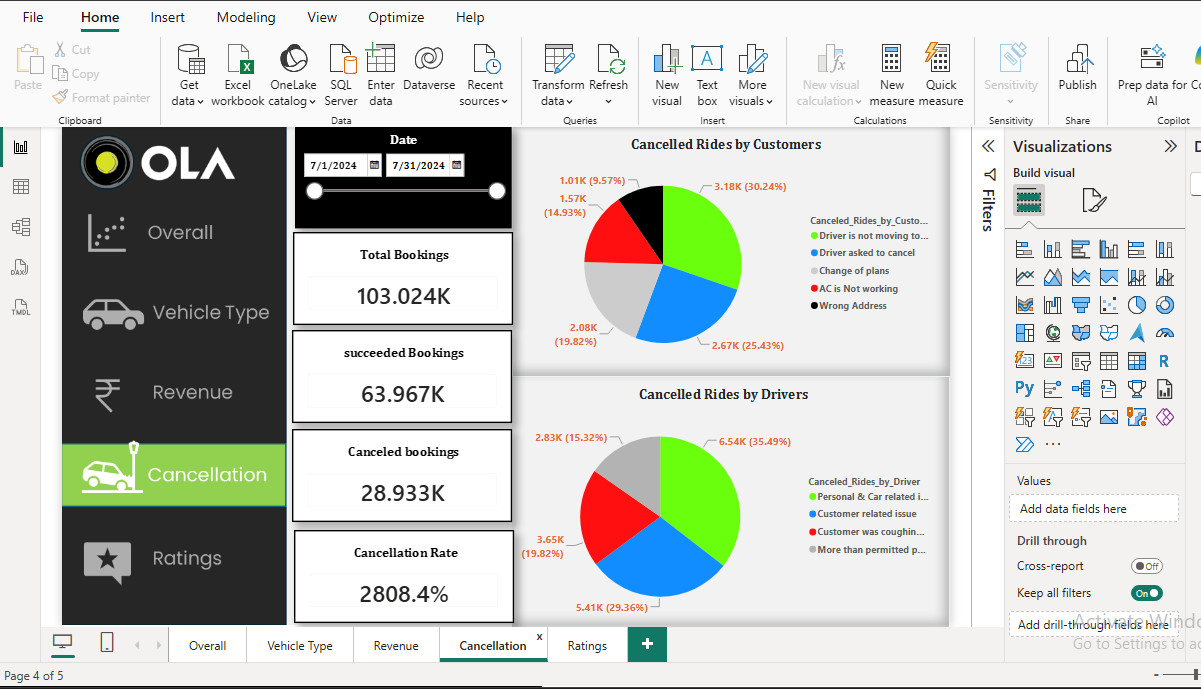 File Home Insert Modeling View Optimize Help
Paste
Cut
Copy
Format painter
Clipboard
Get data
Excel workbook
OneLake catalog
SQL Server
Enter data
Dataverse
Recent sources
Data
Transform data
Refresh
Queries
New visual
Text box
More visuals
Insert
New visual calculation
New measure
Quick measure
Calculations
Sensitivity
Sensitivity
Publish
Share
Prep data for AI
Copilot
OLA
Overall
Vehicle Type
Revenue
Cancellation
Ratings
Date
7/1/2024 7/31/2024
Total Bookings
103.024K
succeeded Bookings
63.967K
Canceled bookings
28.933K
Cancellation Rate
2808.4%
Cancelled Rides by Customers
1.01K (9.57%)
3.18K (30.24%)
1.57K
(14.93%)
2.08K
(19.82%)
2.67K (25.43%)
Canceled_Rides_by_Custo...
Driver is not moving to...
Driver asked to cancel
Change of plans
AC is Not working
Wrong Address
Cancelled Rides by Drivers
2.83K (15.32%)
6.54K (35.49%)
3.65K
(19.82%)
5.41K (29.36%)
Canceled_Rides_by_Driver
Personal & Car related i...
Customer related issue
Customer was coughin...
More than permitted p...
Filters
Visualizations
Build visual
123
R
Py
Values
Add data fields here
Drill through
Cross-report Off
Keep all filters On
Add drill-through fields here
Activate Windo
Go to Settings to ac
Overall Vehicle Type Revenue Cancellation x Ratings +
Page 4 of 5